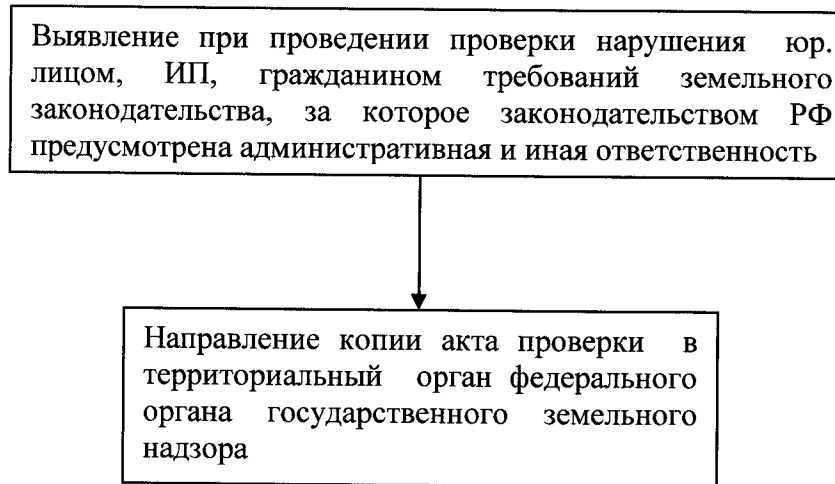 Выявление при проведении проверки нарушения юр.
лицом, ИП, гражданином требований земельного
законодательства, за которое законодательством РФ
предусмотрена административная и иная ответственность
Направление копии акта проверки в
территориальный орган федерального
органа государственного земельного
надзора